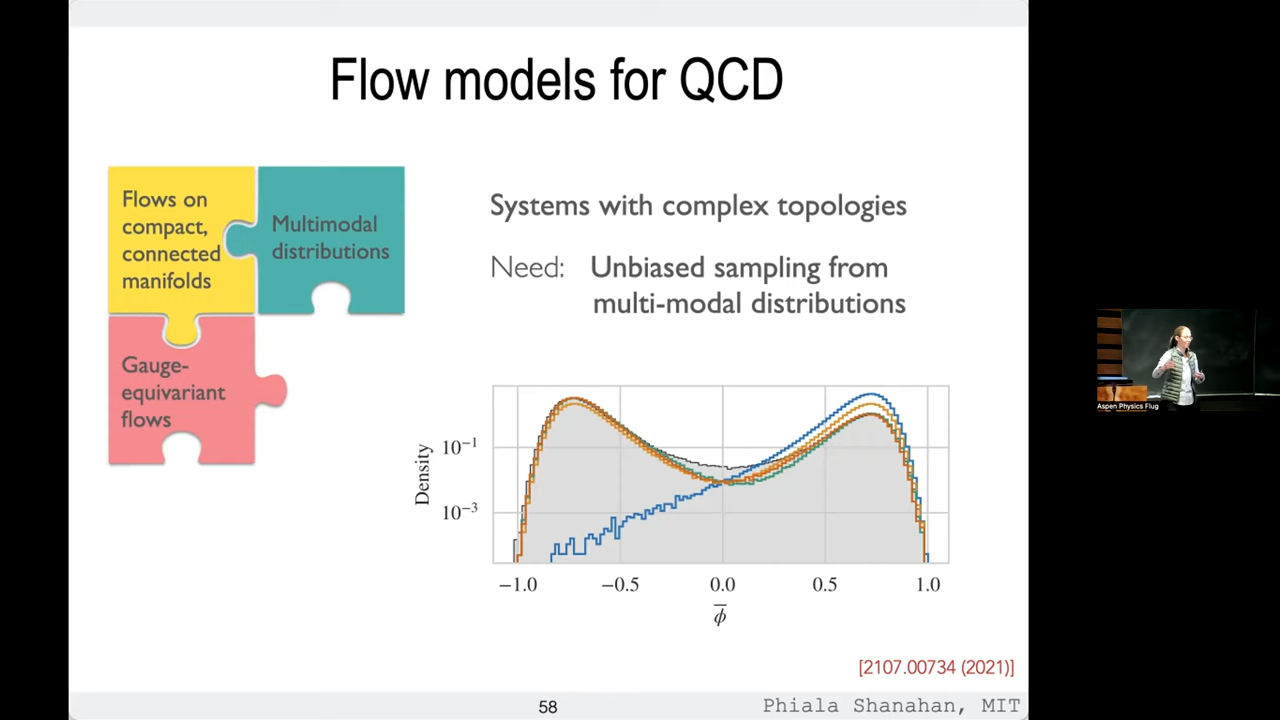 Flow models for QCD
Flows on
compact,
connected
manifolds
Multimodal
distributions
Gauge-
equivariant
flows
Systems with complex topologies
Need: Unbiased sampling from
multi-modal distributions
Density
10⁻¹
10⁻³
−1.0 −0.5 0.0 0.5 1.0
ϕ̅
[2107.00734 (2021)]
58
Phiala Shanahan, MIT
Aspen Physics Flug